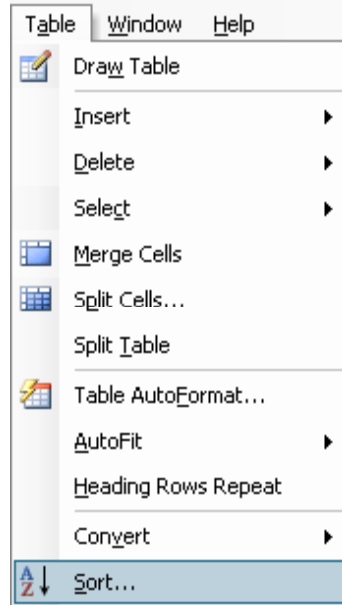 Table Window Help
Draw Table
Insert
Delete
Select
Merge Cells
Split Cells...
Split Table
Table AutoFormat...
AutoFit
Heading Rows Repeat
Convert
AZ Sort...